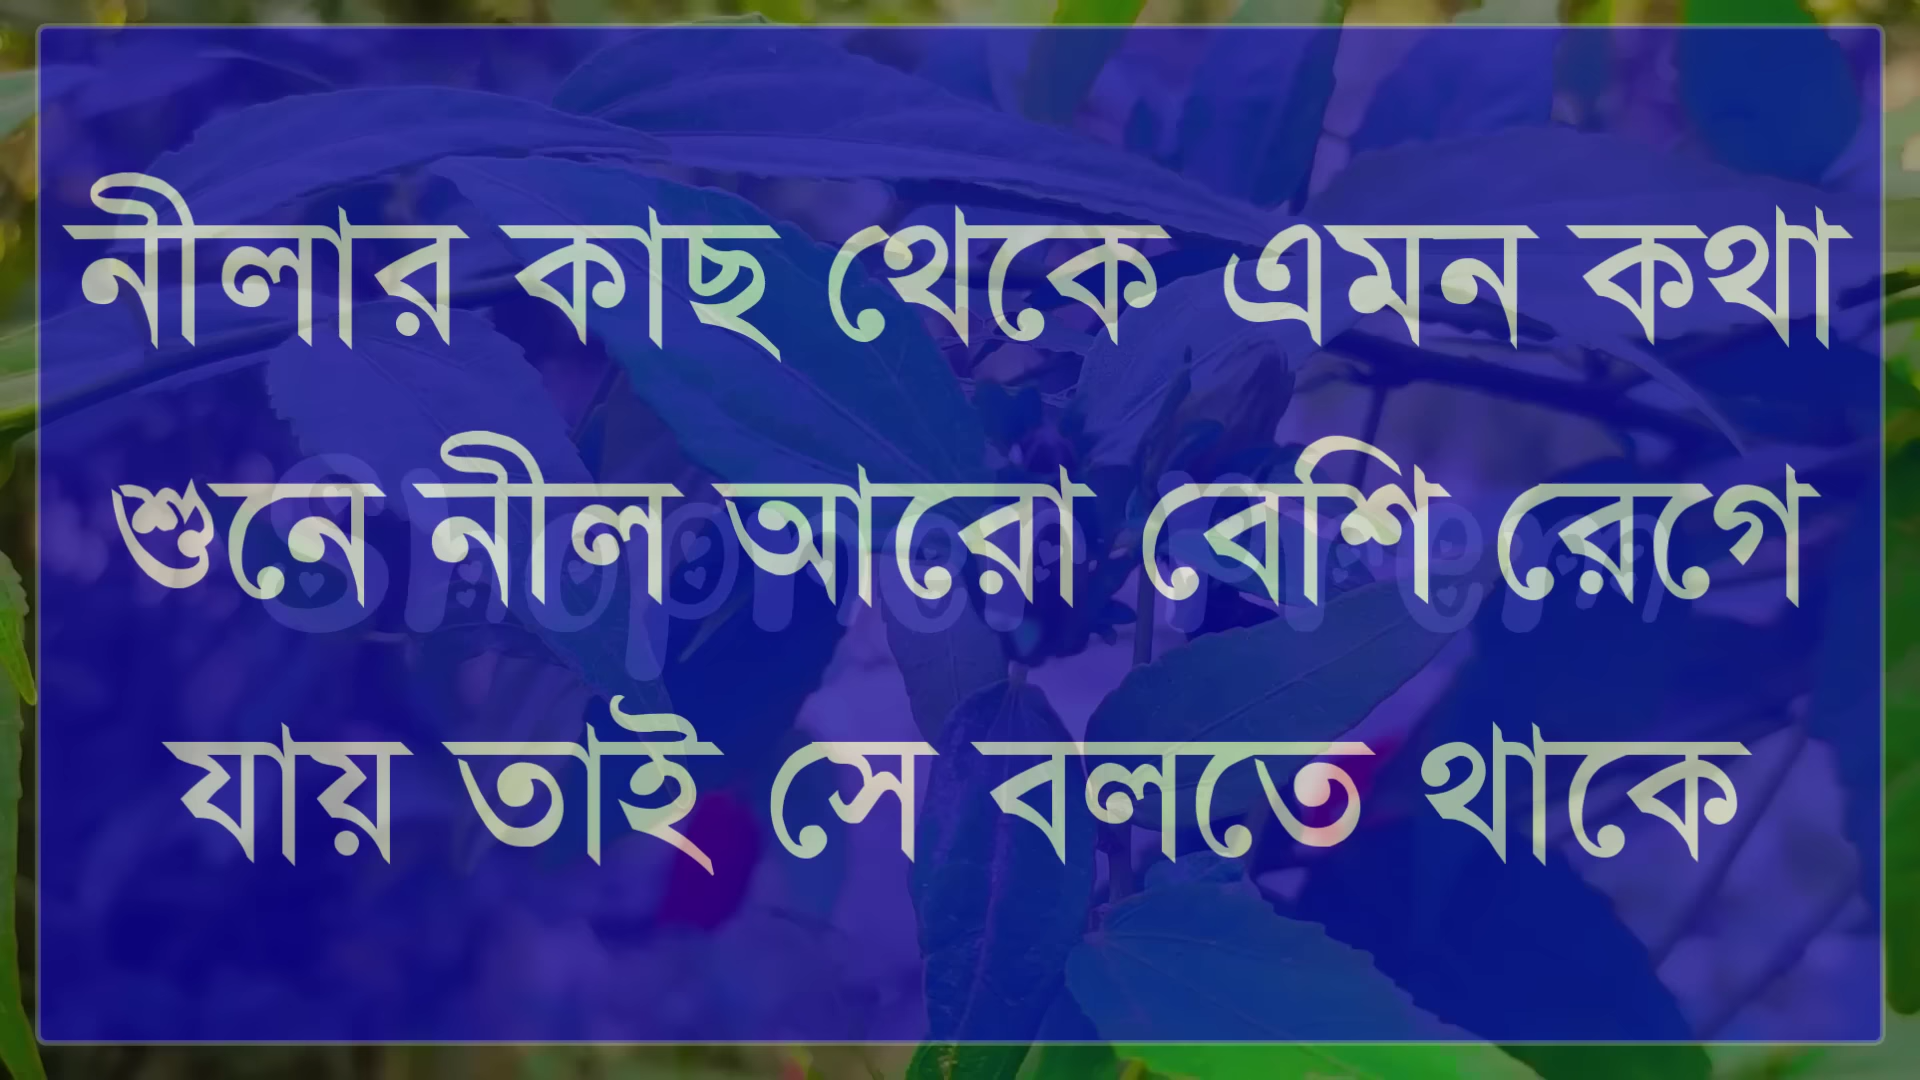 নীলার কাছ থেকে এমন কথা
শুনে নীল আরো বেশি রেগে
যায় তাই সে বলতে থাকে